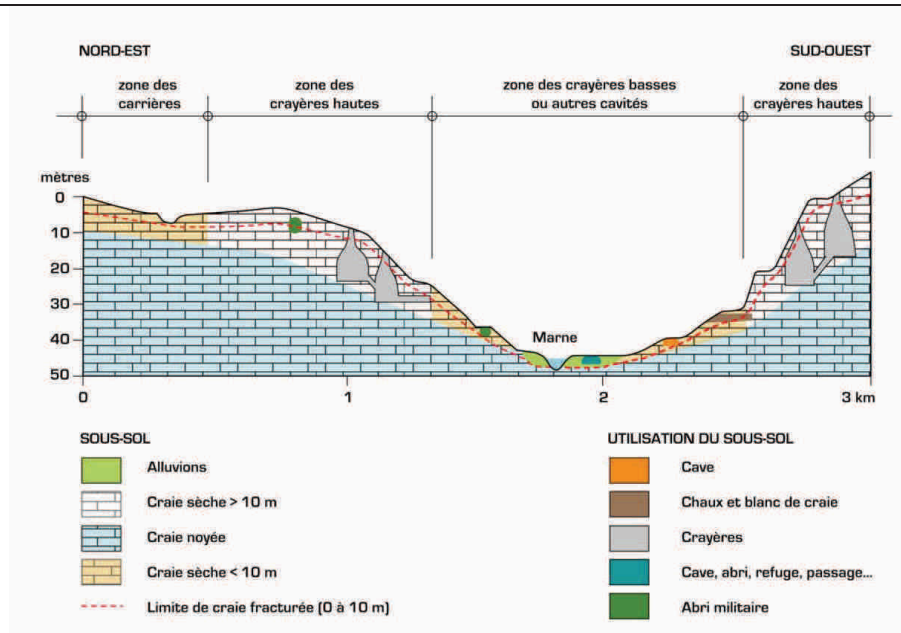 NORD-EST
SUD-OUEST
zone des
carrières
zone des
crayères hautes
zone des crayères basses
ou autres cavités
zone des
crayères hautes
mètres
0
10
20
30
40
50
Marne
0
1
2
3 km
SOUS-SOL
Alluvions
Craie sèche > 10 m
Craie noyée
Craie sèche < 10 m
Limite de craie fracturée (0 à 10 m)
UTILISATION DU SOUS-SOL
Cave
Chaux et blanc de craie
Crayères
Cave, abri, refuge, passage...
Abri militaire